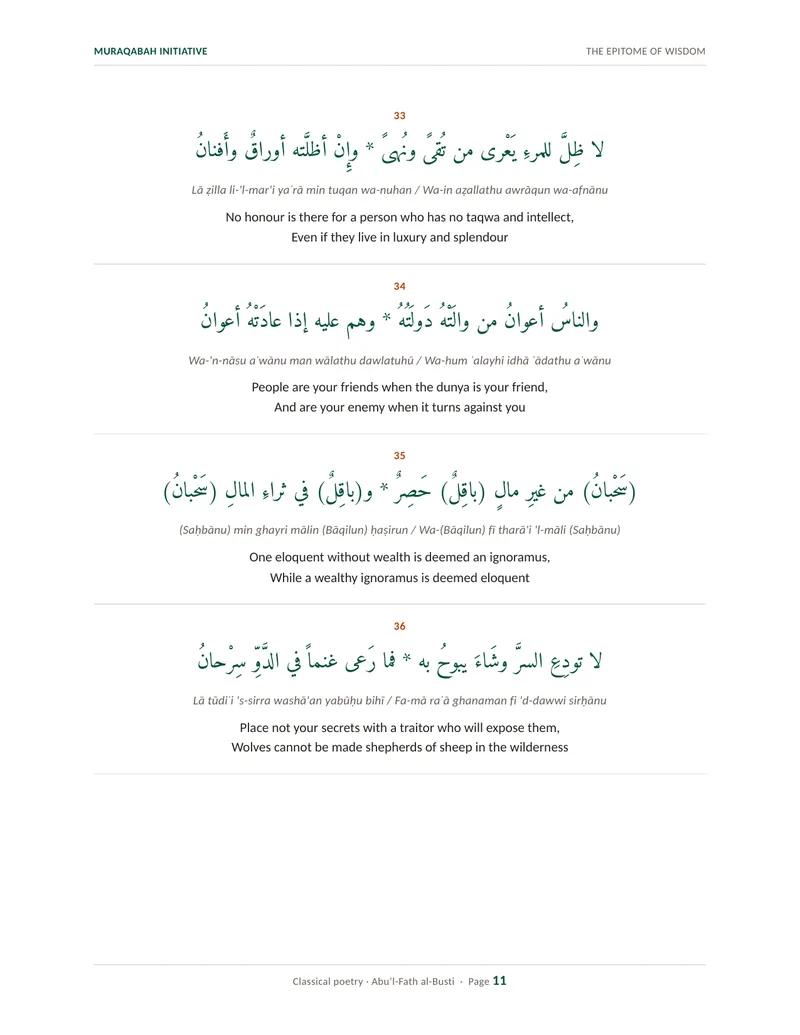 MURAQABAH INITIATIVE
THE EPITOME OF WISDOM
33
لا ظِلَّ للمرءِ يَعْرى من تُقىً ونُهىً * وإِنْ أظلَّته أوراقٌ وأَفنانُ
Lā ẓilla li-'l-mar'i yaʿrā min tuqan wa-nuhan / Wa-in aẓallathu awrāqun wa-afnānu
No honour is there for a person who has no taqwa and intellect,
Even if they live in luxury and splendour
34
والناسُ أعوانُ من والَتْهُ دَولَتُهُ * وهم عليه إذا عادَتْهُ أعوانُ
Wa-'n-nāsu aʿwānu man wālathu dawlatuhū / Wa-hum ʿalayhi idhā ʿādathu aʿwānu
People are your friends when the dunya is your friend,
And are your enemy when it turns against you
35
(سَحْبانُ) من غيرِ مالٍ (باقِلٌ) حَصِرٌ * و(باقِلٌ) في ثراءِ المالِ (سَحْبانُ)
(Saḥbānu) min ghayri mālin (Bāqilun) ḥaṣirun / Wa-(Bāqilun) fī tharā'i 'l-māli (Saḥbānu)
One eloquent without wealth is deemed an ignoramus,
While a wealthy ignoramus is deemed eloquent
36
لا تودِعِ السرَّ وشَاءَ يبوحُ به * فما رَعى غنماً في الدَّوِّ سِرْحانُ
Lā tūdiʿi 's-sirra washā'an yabūḥu bihī / Fa-mā raʿā ghanaman fī 'd-dawwi sirḥānu
Place not your secrets with a traitor who will expose them,
Wolves cannot be made shepherds of sheep in the wilderness
Classical poetry · Abu'l-Fath al-Busti · Page 11